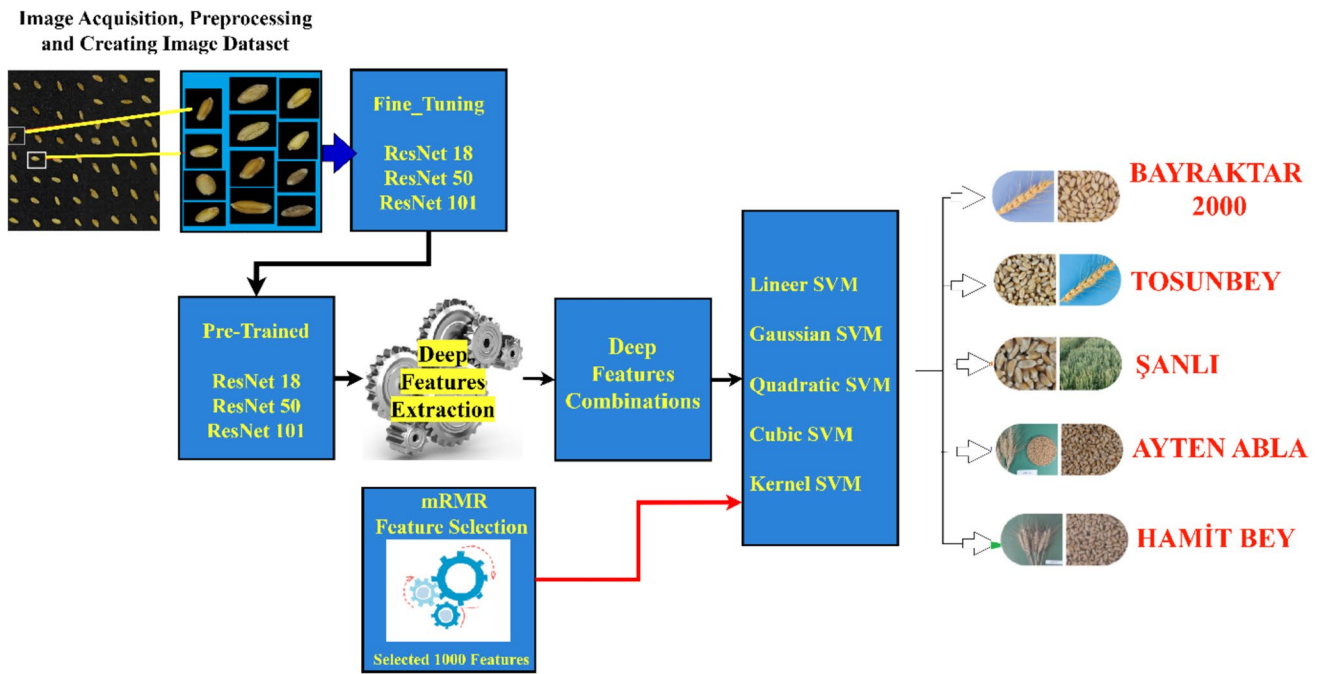 Image Acquisition, Preprocessing
and Creating Image Dataset
Fine_Tuning
ResNet 18
ResNet 50
ResNet 101
Pre-Trained
ResNet 18
ResNet 50
ResNet 101
Deep
Features
Extraction
Deep
Features
Combinations
mRMR
Feature Selection
Selected 1000 Features
Lineer SVM
Gaussian SVM
Quadratic SVM
Cubic SVM
Kernel SVM
BAYRAKTAR
2000
TOSUNBEY
ŞANLI
AYTEN ABLA
HAMİT BEY